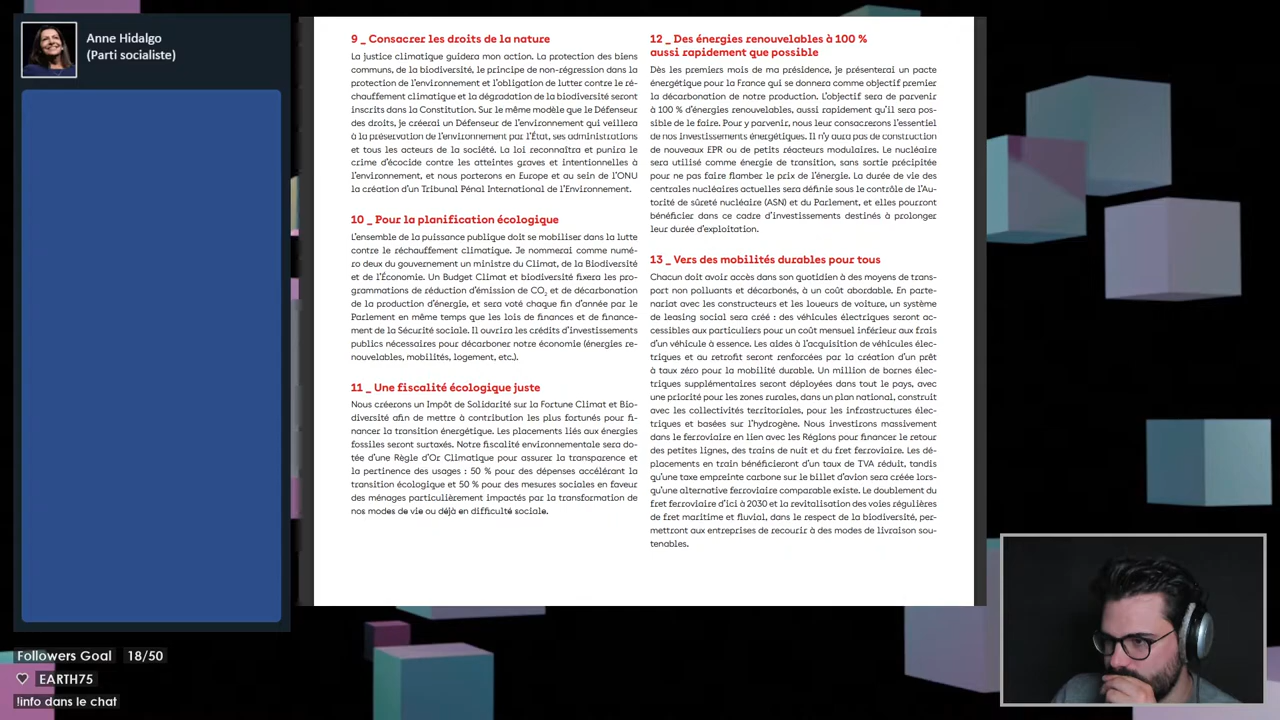 Anne Hidalgo
(Parti socialiste)
9 _ Consacrer les droits de la nature
La justice climatique guidera mon action. La protection des biens
communs, de la biodiversité, le principe de non-régression dans la
protection de l'environnement et l'obligation de lutter contre le ré-
chauffement climatique et la dégradation de la biodiversité seront
inscrits dans la Constitution. Sur le même modèle que le Défenseur
des droits, je créerai un Défenseur de l'environnement qui veillera
à la préservation de l'environnement par l'État, ses administrations
et tous les acteurs de la société. La loi reconnaîtra et punira le
crime d'écocide contre les atteintes graves et intentionnelles à
l'environnement, et nous porterons en Europe et au sein de l'ONU
la création d'un Tribunal Pénal International de l'Environnement.
10 _ Pour la planification écologique
L'ensemble de la puissance publique doit se mobiliser dans la lutte
contre le réchauffement climatique. Je nommerai comme numé-
ro deux du gouvernement un ministre du Climat, de la Biodiversité
et de l'Économie. Un Budget Climat et biodiversité fixera les pro-
grammations de réduction d'émission de CO₂ et de décarbonation
de la production d'énergie, et sera voté chaque fin d'année par le
Parlement en même temps que les lois de finances et de finance-
ment de la Sécurité sociale. Il ouvrira les crédits d'investissements
publics nécessaires pour décarboner notre économie (énergies re-
nouvelables, mobilités, logement, etc.).
11 _ Une fiscalité écologique juste
Nous créerons un Impôt de Solidarité sur la Fortune Climat et Bio-
diversité afin de mettre à contribution les plus fortunés pour fi-
nancer la transition énergétique. Les placements liés aux énergies
fossiles seront surtaxés. Notre fiscalité environnementale sera do-
tée d'une Règle d'Or Climatique pour assurer la transparence et
la pertinence des usages : 50 % pour des dépenses accélérant la
transition écologique et 50 % pour des mesures sociales en faveur
des ménages particulièrement impactés par la transformation de
nos modes de vie ou déjà en difficulté sociale.
12 _ Des énergies renouvelables à 100 %
aussi rapidement que possible
Dès les premiers mois de ma présidence, je présenterai un pacte
énergétique pour la France qui se donnera comme objectif premier
la décarbonation de notre production. L'objectif sera de parvenir
à 100 % d'énergies renouvelables, aussi rapidement qu'il sera pos-
sible de le faire. Pour y parvenir, nous leur consacrerons l'essentiel
de nos investissements énergétiques. Il n'y aura pas de construction
de nouveaux EPR ou de petits réacteurs modulaires. Le nucléaire
sera utilisé comme énergie de transition, sans sortie précipitée
pour ne pas faire flamber le prix de l'énergie. La durée de vie des
centrales nucléaires actuelles sera définie sous le contrôle de l'Au-
torité de sûreté nucléaire (ASN) et du Parlement, et elles pourront
bénéficier dans ce cadre d'investissements destinés à prolonger
leur durée d'exploitation.
13 _ Vers des mobilités durables pour tous
Chacun doit avoir accès dans son quotidien à des moyens de trans-
port non polluants et décarbonés, à un coût abordable. En parte-
nariat avec les constructeurs et les loueurs de voiture, un système
de leasing social sera créé : des véhicules électriques seront ac-
cessibles aux particuliers pour un coût mensuel inférieur aux frais
d'un véhicule à essence. Les aides à l'acquisition de véhicules élec-
triques et au retrofit seront renforcées par la création d'un prêt
à taux zéro pour la mobilité durable. Un million de bornes élec-
triques supplémentaires seront déployées dans tout le pays, avec
une priorité pour les zones rurales, dans un plan national, construit
avec les collectivités territoriales, pour les infrastructures élec-
triques et basées sur l'hydrogène. Nous investirons massivement
dans le ferroviaire en lien avec les Régions pour financer le retour
des petites lignes, des trains de nuit et du fret ferroviaire. Les dé-
placements en train bénéficieront d'un taux de TVA réduit, tandis
qu'une taxe empreinte carbone sur le billet d'avion sera créée lors-
qu'une alternative ferroviaire comparable existe. Le doublement du
fret ferroviaire d'ici à 2030 et la revitalisation des voies régulières
de fret maritime et fluvial, dans le respect de la biodiversité, per-
mettront aux entreprises de recourir à des modes de livraison sou-
tenables.
Followers Goal 18/50
EARTH75
!info dans le chat